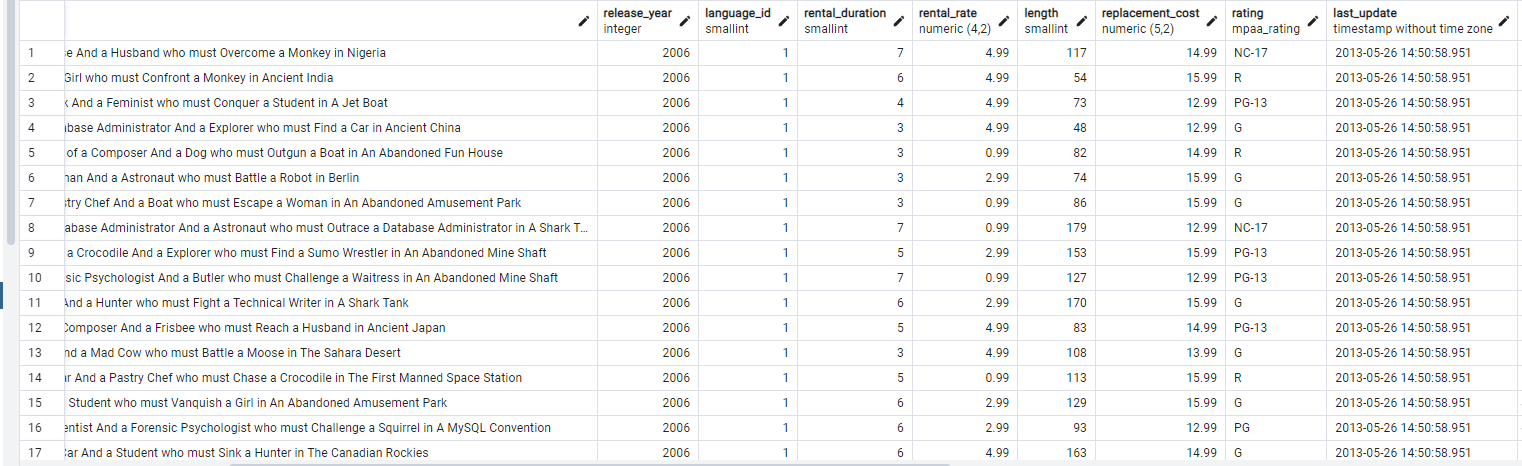 release_year language_id rental_duration rental_rate length replacement_cost rating last_update
integer smallint smallint numeric (4,2) smallint numeric (5,2) mpaa_rating timestamp without time zone
1 And a Husband who must Overcome a Monkey in Nigeria 2006 1 7 4.99 117 14.99 NC-17 2013-05-26 14:50:58.951
2 Girl who must Confront a Monkey in Ancient India 2006 1 6 4.99 54 15.99 R 2013-05-26 14:50:58.951
3 And a Feminist who must Conquer a Student in A Jet Boat 2006 1 4 4.99 73 12.99 PG-13 2013-05-26 14:50:58.951
4 abase Administrator And a Explorer who must Find a Car in Ancient China 2006 1 3 4.99 48 12.99 G 2013-05-26 14:50:58.951
5 of a Composer And a Dog who must Outgun a Boat in An Abandoned Fun House 2006 1 3 0.99 82 14.99 R 2013-05-26 14:50:58.951
6 nan And a Astronaut who must Battle a Robot in Berlin 2006 1 3 2.99 74 15.99 G 2013-05-26 14:50:58.951
7 stry Chef And a Boat who must Escape a Woman in An Abandoned Amusement Park 2006 1 3 0.99 86 15.99 G 2013-05-26 14:50:58.951
8 abase Administrator And a Astronaut who must Outrace a Database Administrator in A Shark T... 2006 1 7 0.99 179 12.99 NC-17 2013-05-26 14:50:58.951
9 a Crocodile And a Explorer who must Find a Sumo Wrestler in An Abandoned Mine Shaft 2006 1 5 2.99 153 15.99 PG-13 2013-05-26 14:50:58.951
10 sic Psychologist And a Butler who must Challenge a Waitress in An Abandoned Mine Shaft 2006 1 7 0.99 127 12.99 PG-13 2013-05-26 14:50:58.951
11 And a Hunter who must Fight a Technical Writer in A Shark Tank 2006 1 6 2.99 170 15.99 G 2013-05-26 14:50:58.951
12 Composer And a Frisbee who must Reach a Husband in Ancient Japan 2006 1 5 4.99 83 14.99 PG-13 2013-05-26 14:50:58.951
13 nd a Mad Cow who must Battle a Moose in The Sahara Desert 2006 1 3 4.99 108 13.99 G 2013-05-26 14:50:58.951
14 ar And a Pastry Chef who must Chase a Crocodile in The First Manned Space Station 2006 1 5 0.99 113 15.99 R 2013-05-26 14:50:58.951
15 Student who must Vanquish a Girl in An Abandoned Amusement Park 2006 1 6 2.99 129 15.99 G 2013-05-26 14:50:58.951
16 entist And a Forensic Psychologist who must Challenge a Squirrel in A MySQL Convention 2006 1 6 2.99 93 12.99 PG 2013-05-26 14:50:58.951
17 Car And a Student who must Sink a Hunter in The Canadian Rockies 2006 1 6 4.99 163 14.99 G 2013-05-26 14:50:58.951